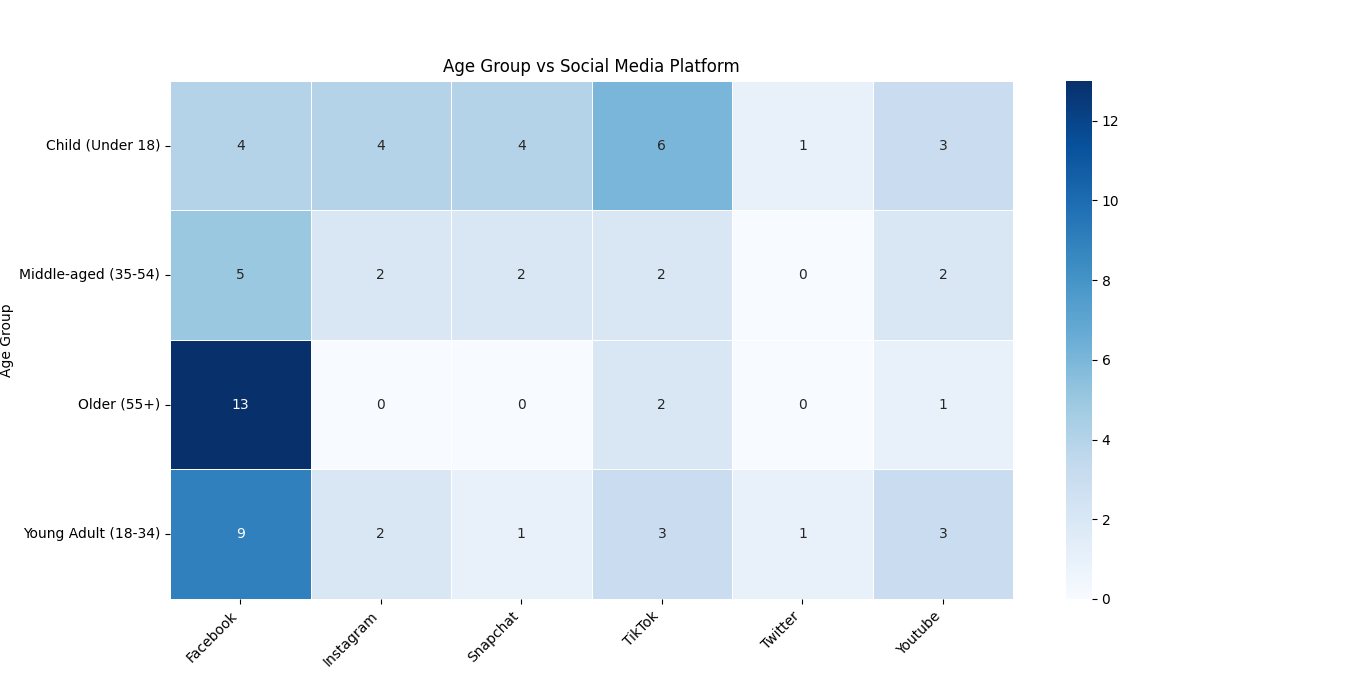 Age Group vs Social Media Platform
Child (Under 18) 4 4 4 6 1 3
Middle-aged (35-54) 5 2 2 2 0 2
Older (55+) 13 0 0 2 0 1
Young Adult (18-34) 9 2 1 3 1 3
Facebook Instagram Snapchat TikTok Twitter Youtube
Age Group
12
10
8
6
4
2
0